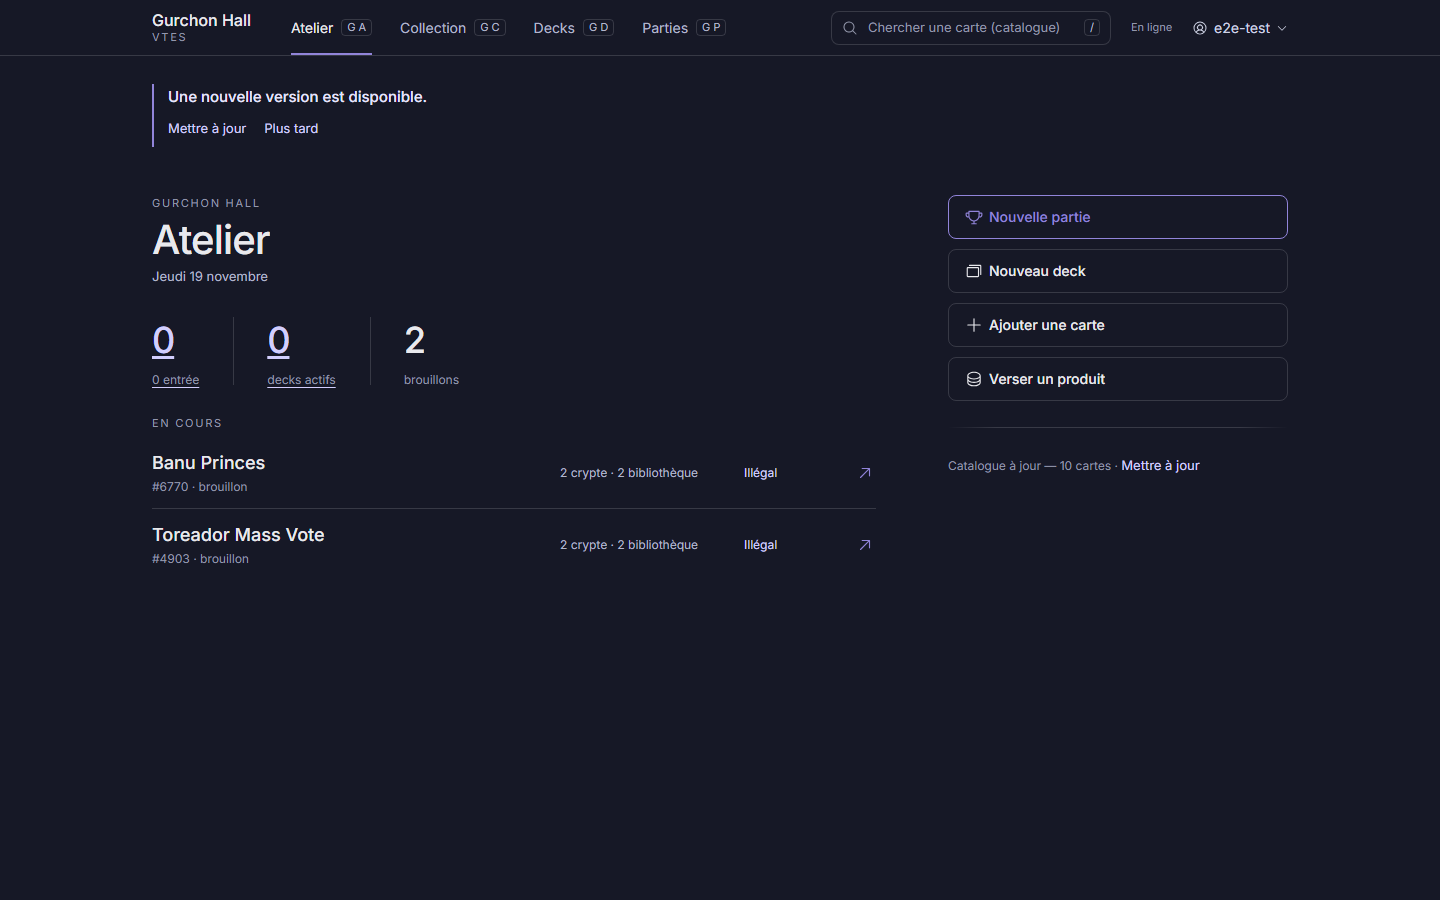 Gurchon Hall
VTES
Atelier G A
Collection G C
Decks G D
Parties G P
Chercher une carte (catalogue) /
En ligne
e2e-test
Une nouvelle version est disponible.
Mettre à jour Plus tard
GURCHON HALL
Atelier
Jeudi 19 novembre
0
0 entrée
0
decks actifs
2
brouillons
EN COURS
Banu Princes
#6770 · brouillon
2 crypte · 2 bibliothèque
Illégal
Toreador Mass Vote
#4903 · brouillon
2 crypte · 2 bibliothèque
Illégal
Nouvelle partie
Nouveau deck
Ajouter une carte
Verser un produit
Catalogue à jour — 10 cartes · Mettre à jour